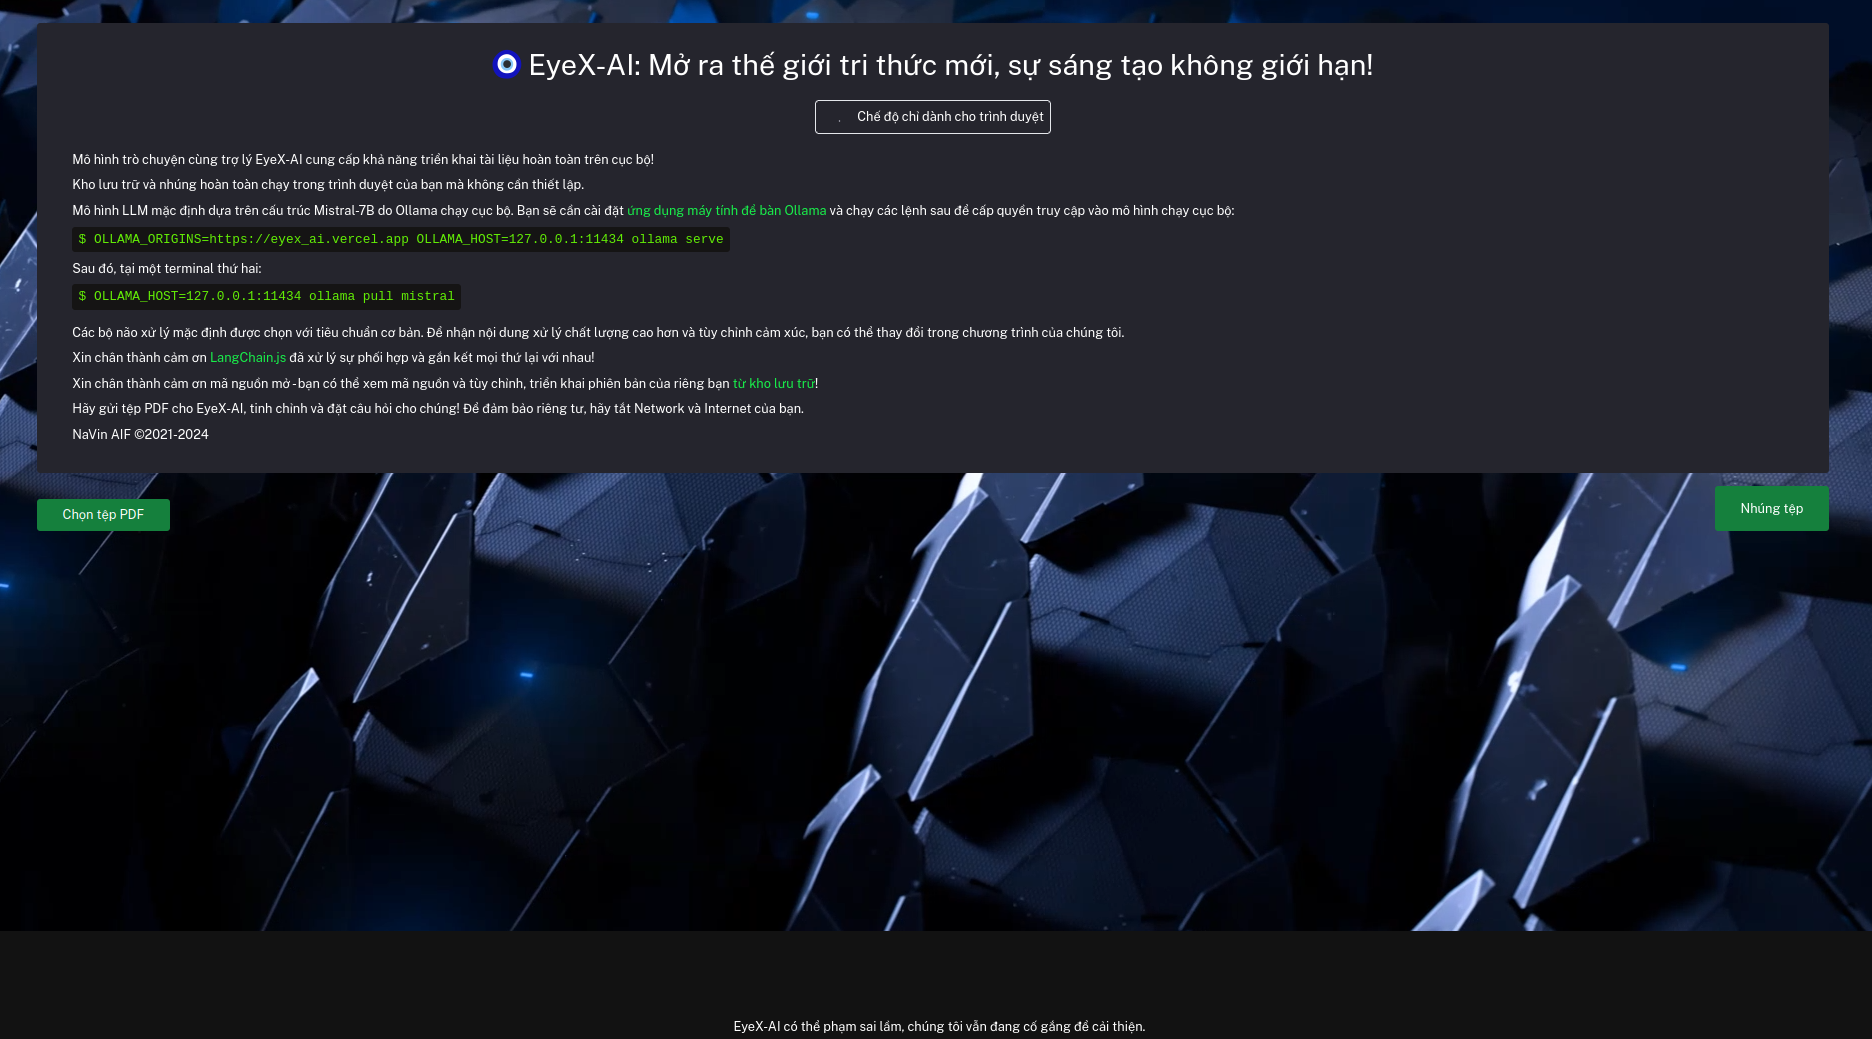 EyeX-AI: Mở ra thế giới tri thức mới, sự sáng tạo không giới hạn!
Chế độ chỉ dành cho trình duyệt
Mô hình trò chuyện cùng trợ lý EyeX-AI cung cấp khả năng triển khai tài liệu hoàn toàn trên cục bộ!
Kho lưu trữ và nhúng hoàn toàn chạy trong trình duyệt của bạn mà không cần thiết lập.
Mô hình LLM mặc định dựa trên cấu trúc Mistral-7B do Ollama chạy cục bộ. Bạn sẽ cần cài đặt ứng dụng máy tính để bàn Ollama và chạy các lệnh sau để cấp quyền truy cập vào mô hình chạy cục bộ:
$ OLLAMA_ORIGINS=https://eyex_ai.vercel.app OLLAMA_HOST=127.0.0.1:11434 ollama serve
Sau đó, tại một terminal thứ hai:
$ OLLAMA_HOST=127.0.0.1:11434 ollama pull mistral
Các bộ não xử lý mặc định được chọn với tiêu chuẩn cơ bản. Để nhận nội dung xử lý chất lượng cao hơn và tùy chỉnh cảm xúc, bạn có thể thay đổi trong chương trình của chúng tôi.
Xin chân thành cảm ơn LangChain.js đã xử lý sự phối hợp và gắn kết mọi thứ lại với nhau!
Xin chân thành cảm ơn mã nguồn mở - bạn có thể xem mã nguồn và tùy chỉnh, triển khai phiên bản của riêng bạn từ kho lưu trữ!
Hãy gửi tệp PDF cho EyeX-AI, tinh chỉnh và đặt câu hỏi cho chúng! Để đảm bảo riêng tư, hãy tắt Network và Internet của bạn.
NaVin AIF ©2021-2024
Chọn tệp PDF
Nhúng tệp
EyeX-AI có thể phạm sai lầm, chúng tôi vẫn đang cố gắng để cải thiện.